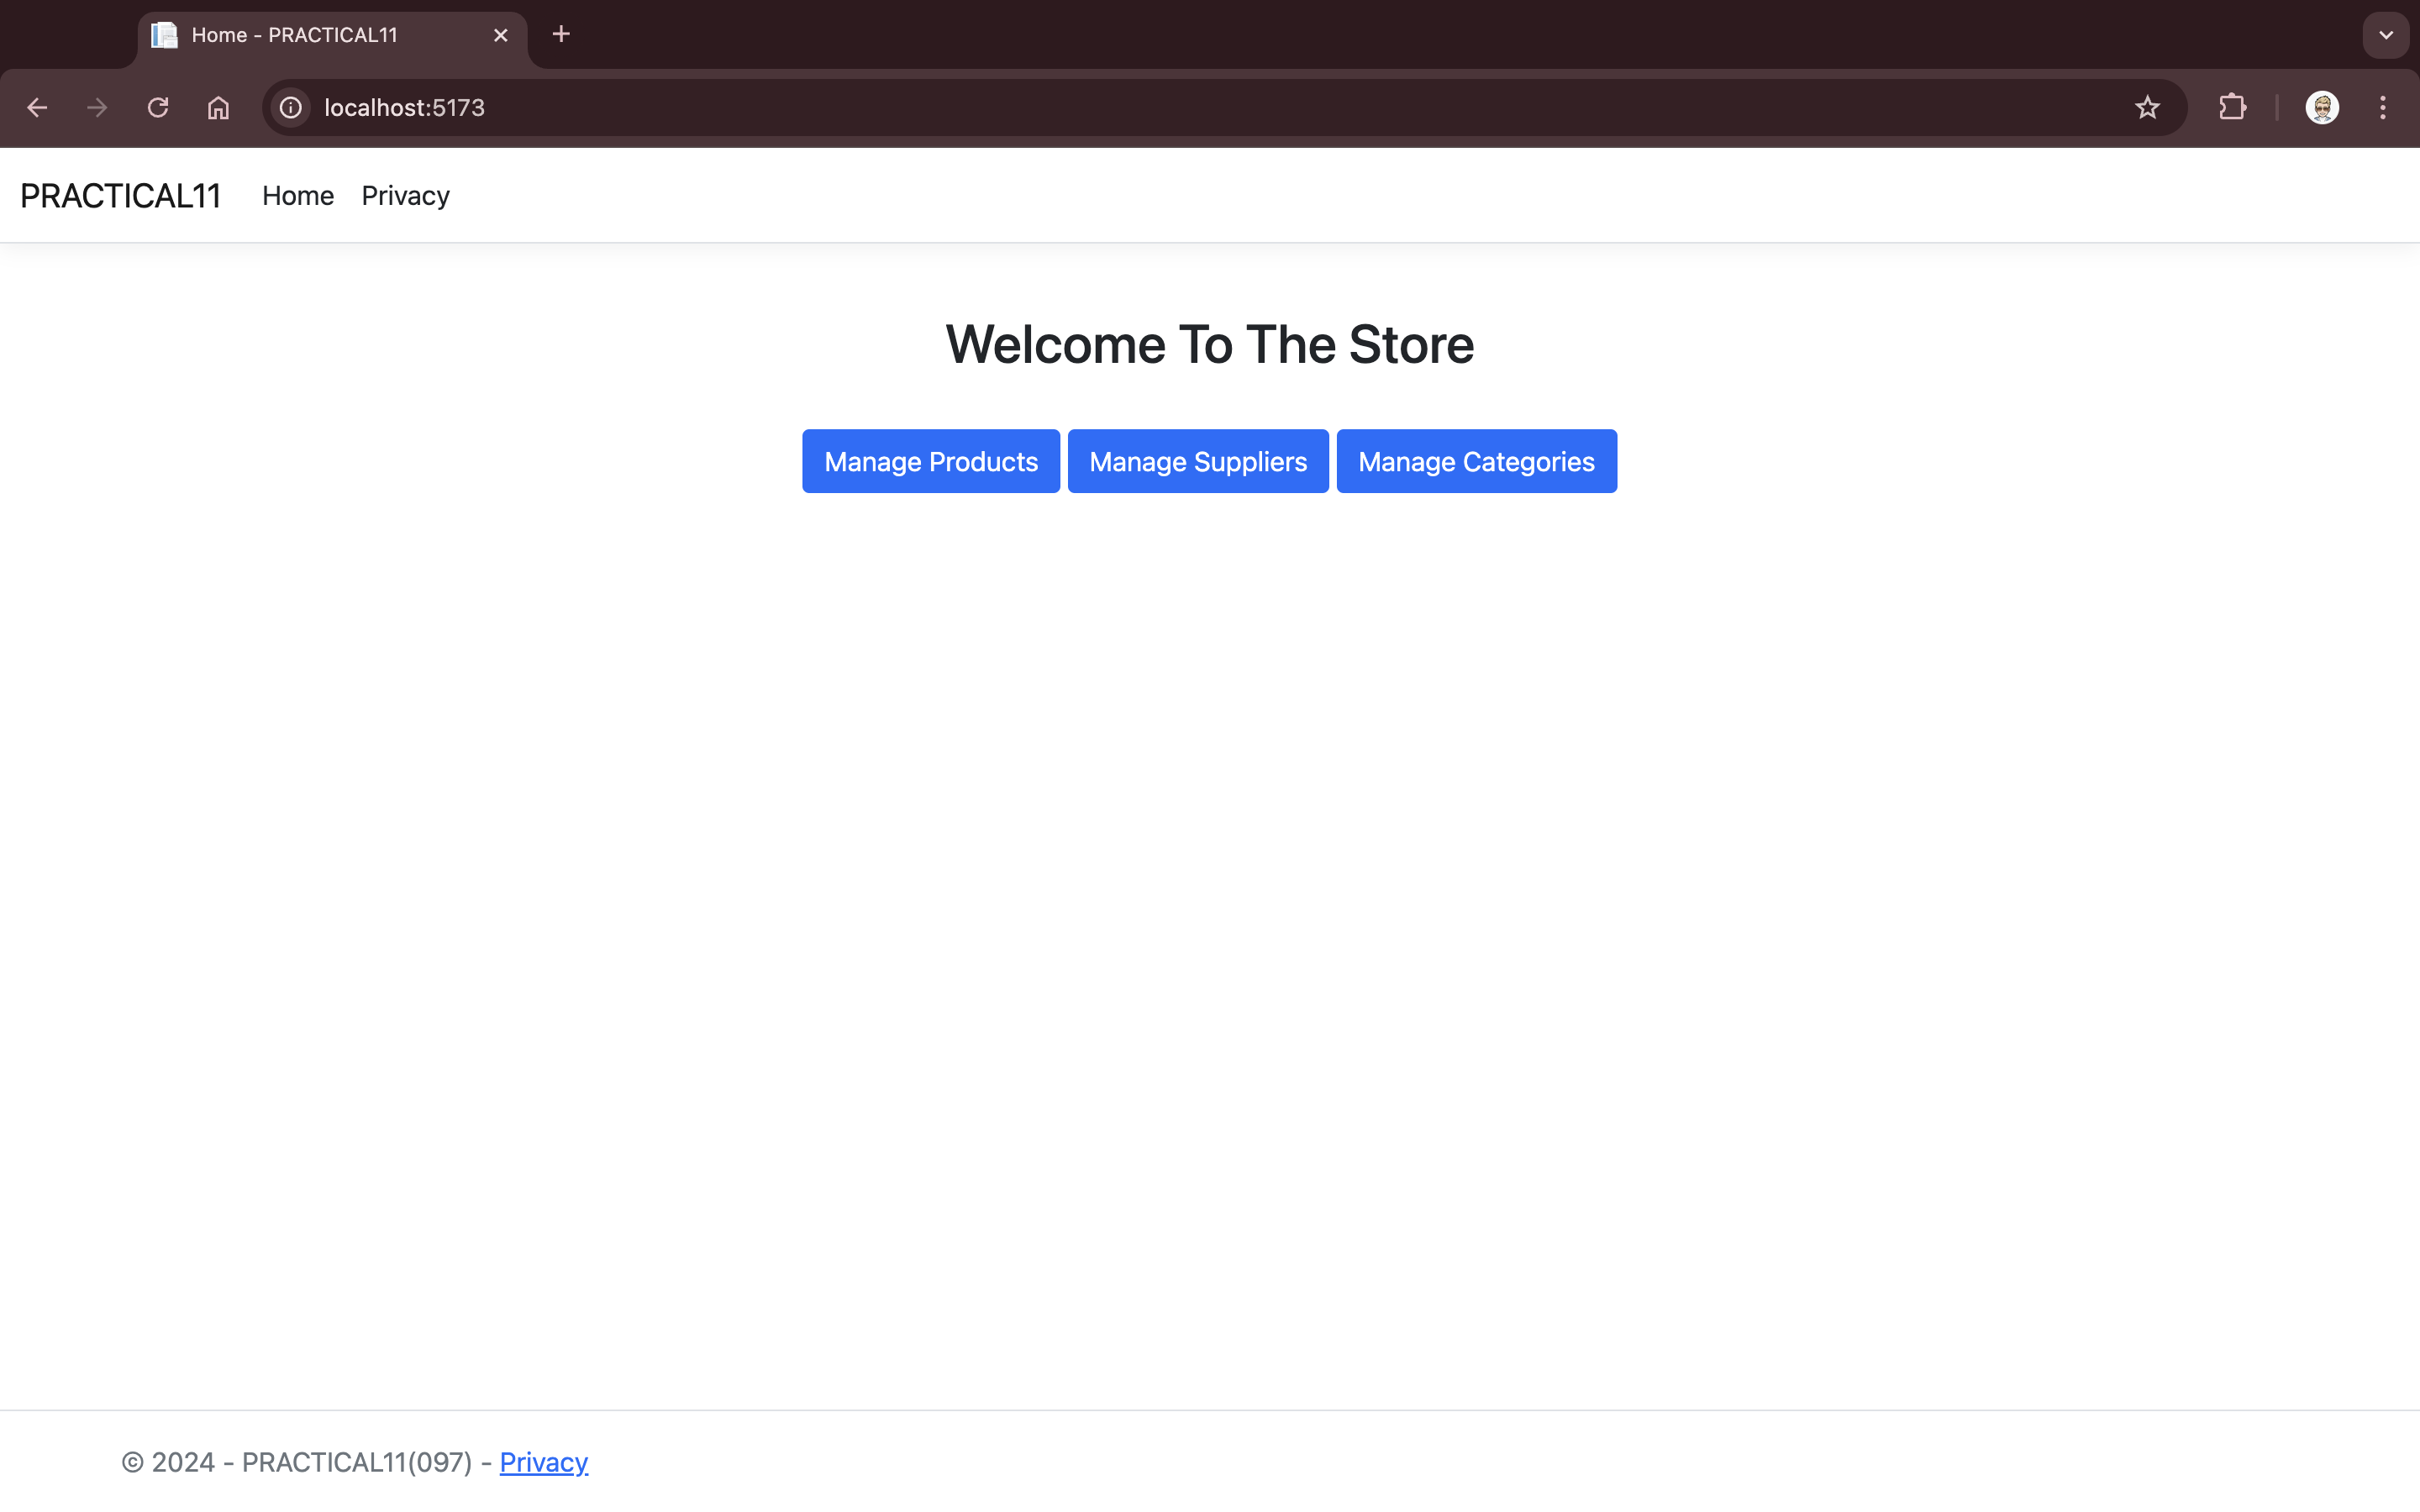 Home - PRACTICAL11
localhost:5173
PRACTICAL11 Home Privacy
Welcome To The Store
Manage Products Manage Suppliers Manage Categories
© 2024 - PRACTICAL11(097) - Privacy